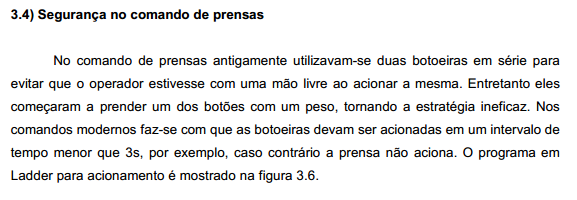 3.4) Segurança no comando de prensas
No comando de prensas antigamente utilizavam-se duas botoeiras em série para
evitar que o operador estivesse com uma mão livre ao acionar a mesma. Entretanto eles
começaram a prender um dos botões com um peso, tornando a estratégia ineficaz. Nos
comandos modernos faz-se com que as botoeiras devam ser acionadas em um intervalo de
tempo menor que 3s, por exemplo, caso contrário a prensa não aciona. O programa em
Ladder para acionamento é mostrado na figura 3.6.